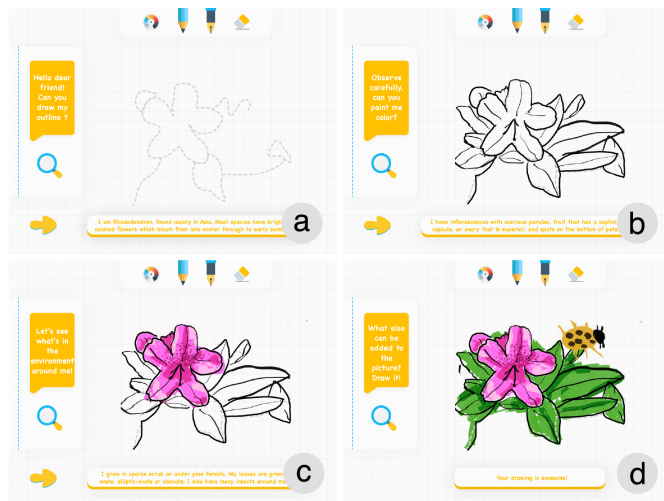 Hello dear
friend!
Can you
draw my
outline ?
I am Rhododendron, found mainly in Asia. Most species have
colored flowers which bloom from late winter through to early
a
Observe
carefully,
can you
paint me
color?
I have inflorescences with scarious perules, fruit that has a
capsule, an ovary that is superior, and spots on the bottom of
b
Let's see
what's in
the
environment
around me!
I grow in sparse scrub or under pine forests. My leaves are
ovate, elliptic-ovate or obovate. I also have many insects around
c
What else
can be
added to
the
picture?
Draw it!
Your drawing is awesome!
d